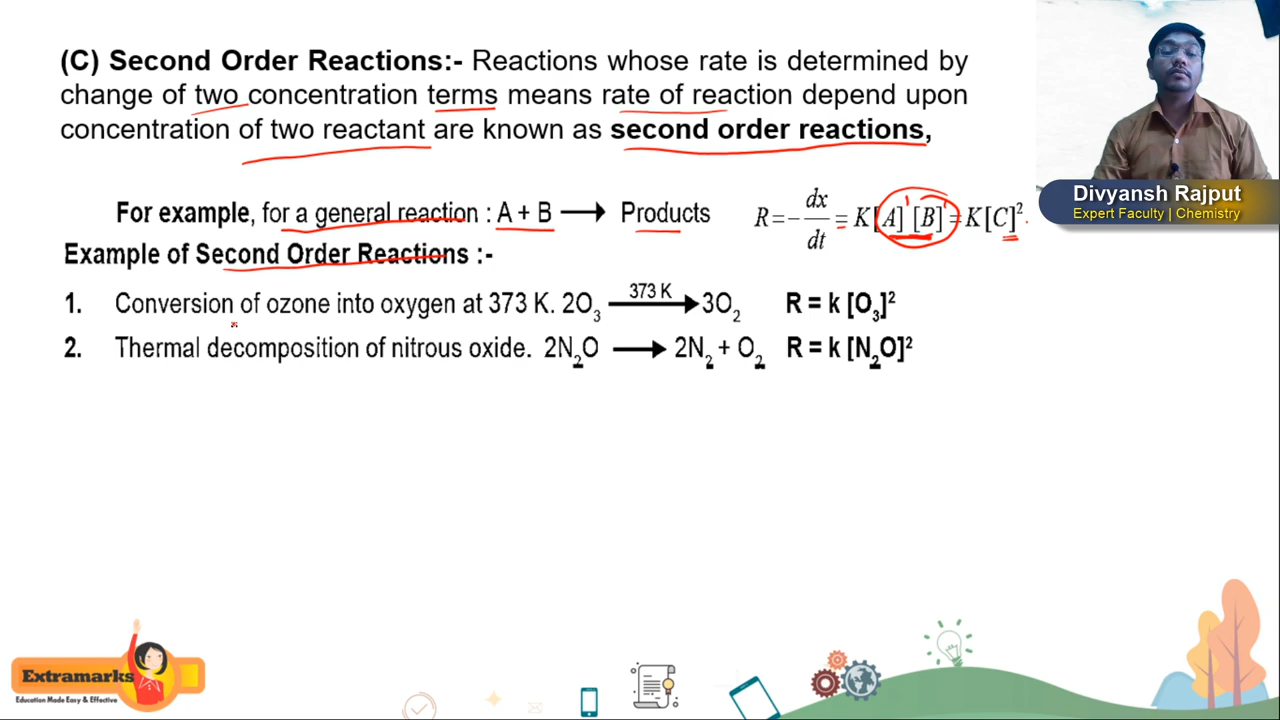 (C) Second Order Reactions:- Reactions whose rate is determined by
change of two concentration terms means rate of reaction depend upon
concentration of two reactant are known as second order reactions,
For example, for a general reaction : A + B ⟶ Products R = − dx/dt = K[A]¹[B]¹ = K[C]².
Example of Second Order Reactions :-
1. Conversion of ozone into oxygen at 373 K. 2O₃ —373 K→ 3O₂ R = k [O₃]²
2. Thermal decomposition of nitrous oxide. 2N₂O ⟶ 2N₂ + O₂ R = k [N₂O]²
Divyansh Rajput
Expert Faculty | Chemistry
Extramarks
Education Made Easy & Effective